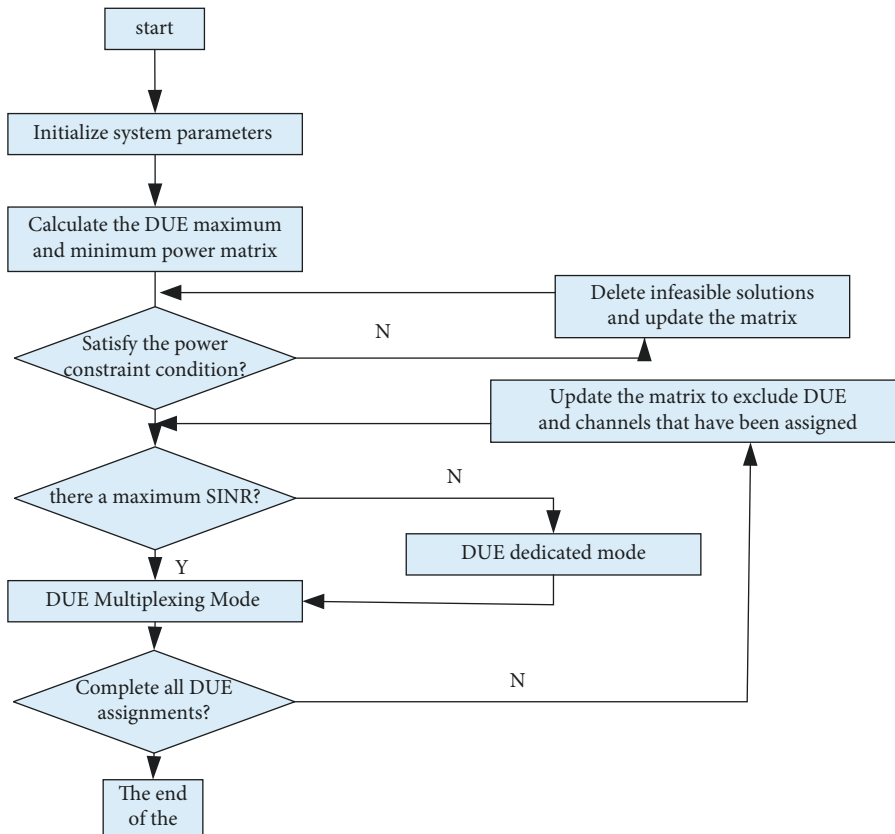 start
Initialize system parameters
Calculate the DUE maximum
and minimum power matrix
Delete infeasible solutions
and update the matrix
N
Satisfy the power
constraint condition?
Update the matrix to exclude DUE
and channels that have been assigned
N
there a maximum SINR?
DUE dedicated mode
Y
DUE Multiplexing Mode
N
Complete all DUE
assignments?
The end
of the